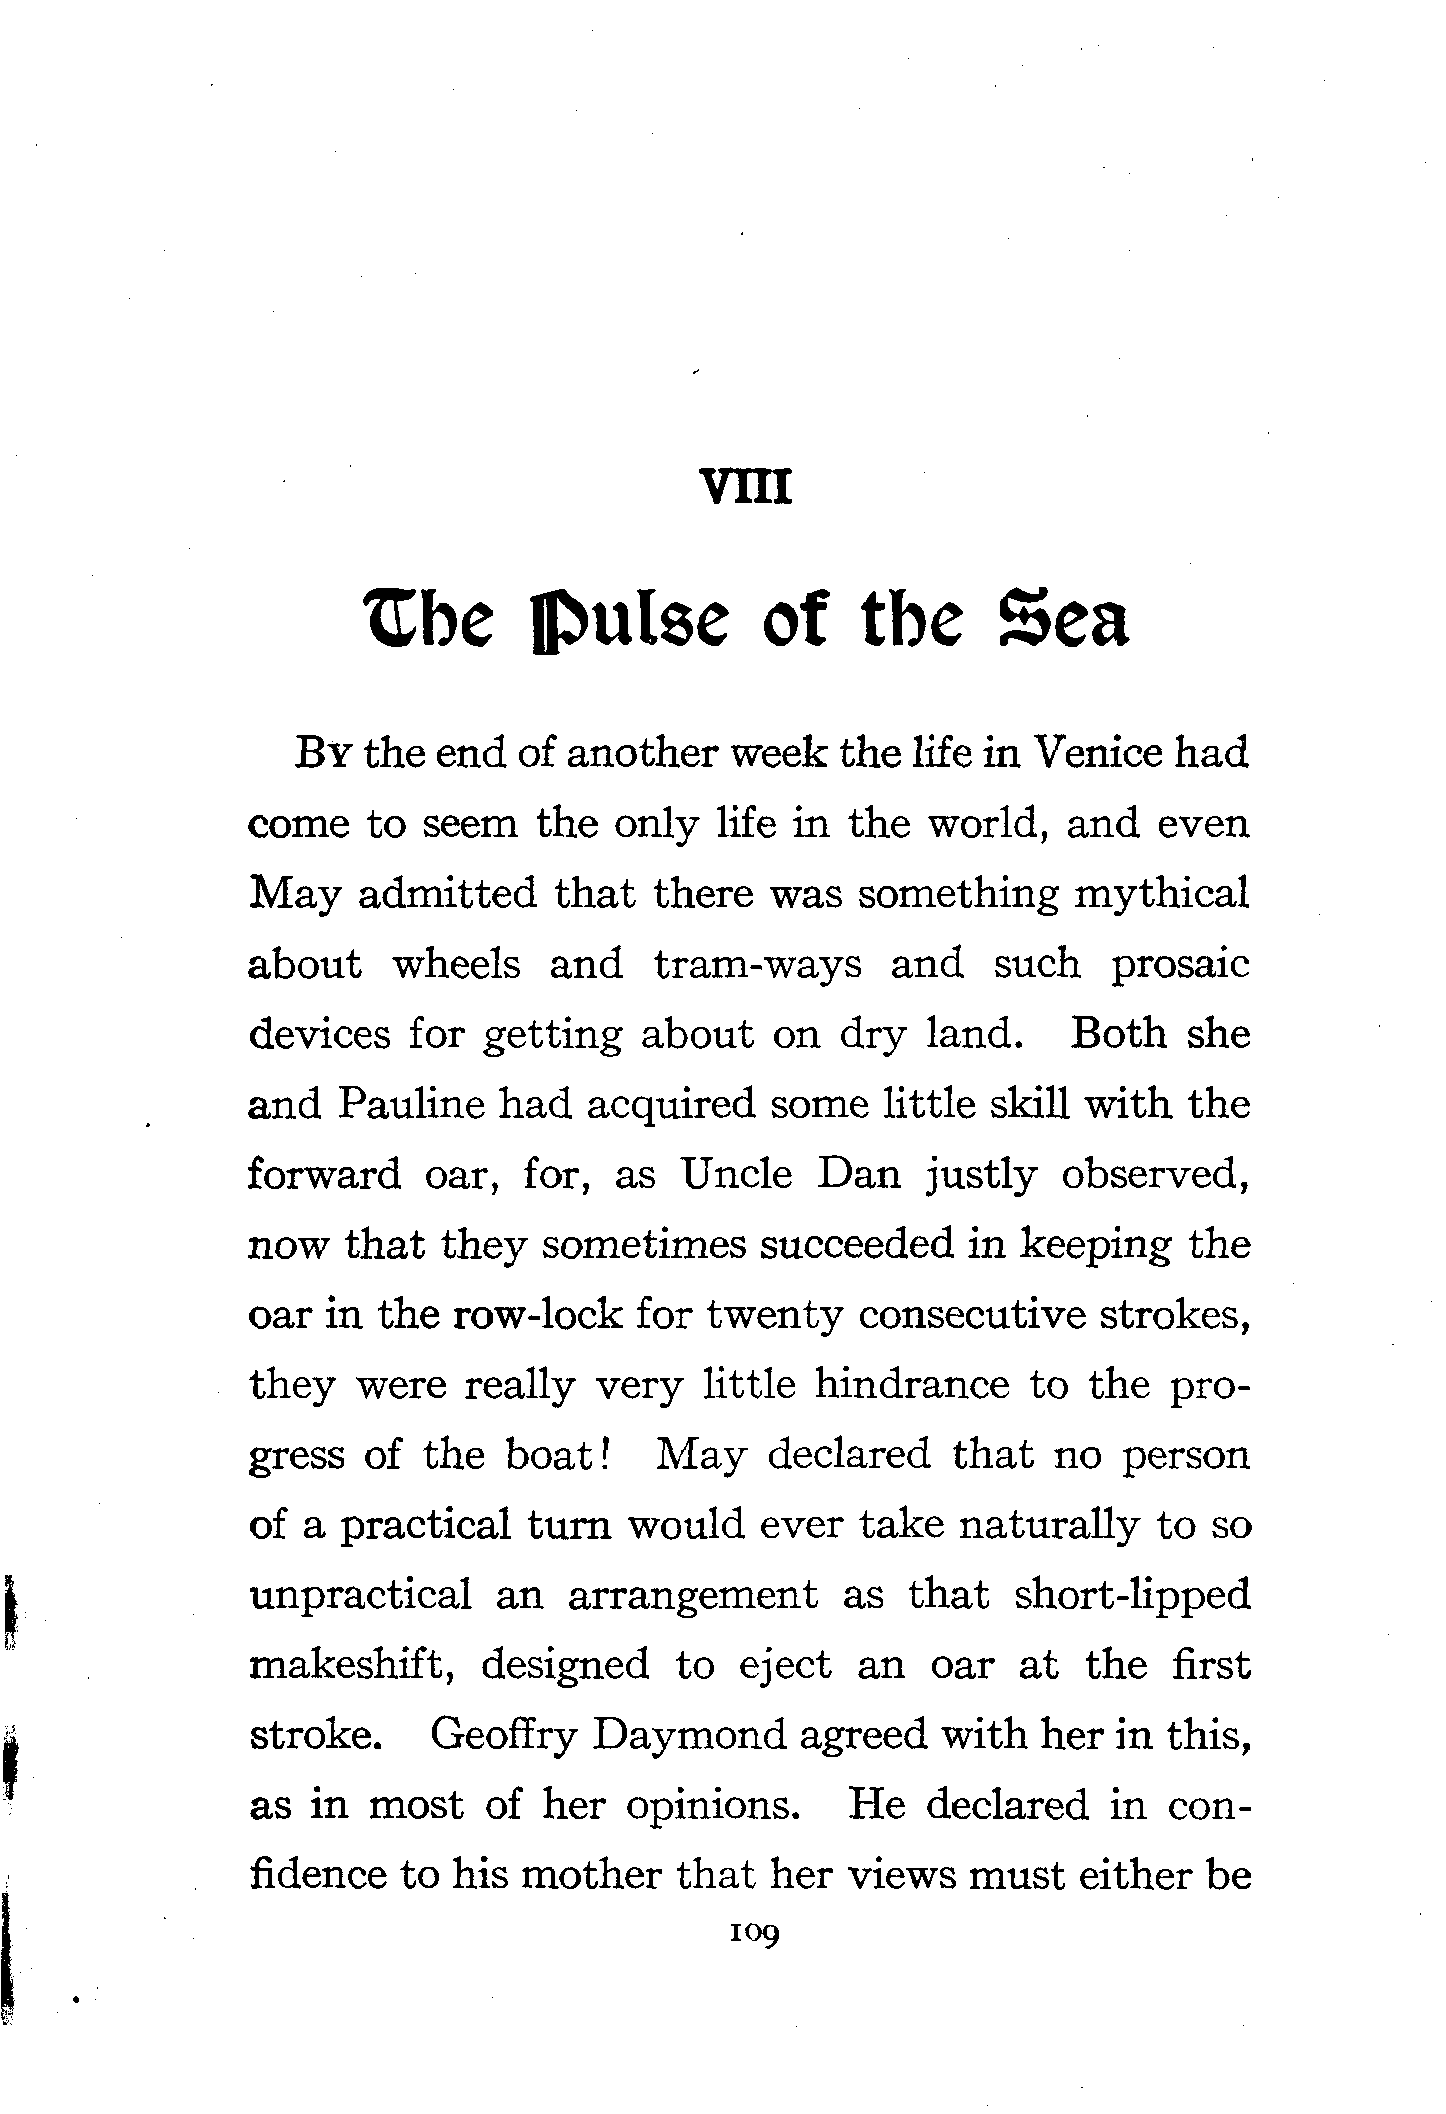 VIII
The Pulse of the Sea
By the end of another week the life in Venice had
come to seem the only life in the world, and even
May admitted that there was something mythical
about wheels and tram-ways and such prosaic
devices for getting about on dry land. Both she
and Pauline had acquired some little skill with the
forward oar, for, as Uncle Dan justly observed,
now that they sometimes succeeded in keeping the
oar in the row-lock for twenty consecutive strokes,
they were really very little hindrance to the pro-
gress of the boat! May declared that no person
of a practical turn would ever take naturally to so
unpractical an arrangement as that short-lipped
makeshift, designed to eject an oar at the first
stroke. Geoffry Daymond agreed with her in this,
as in most of her opinions. He declared in con-
fidence to his mother that her views must either be
109